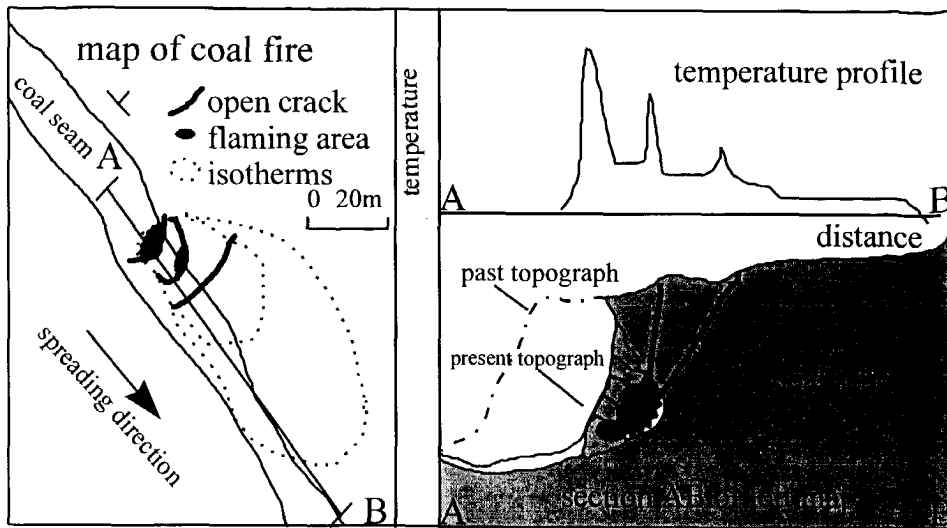 map of coal fire
coal seam
open crack
flaming area
isotherms
0 20m
A
spreading direction
B
temperature
temperature profile
A
B
distance
past topograph
present topograph
A
section